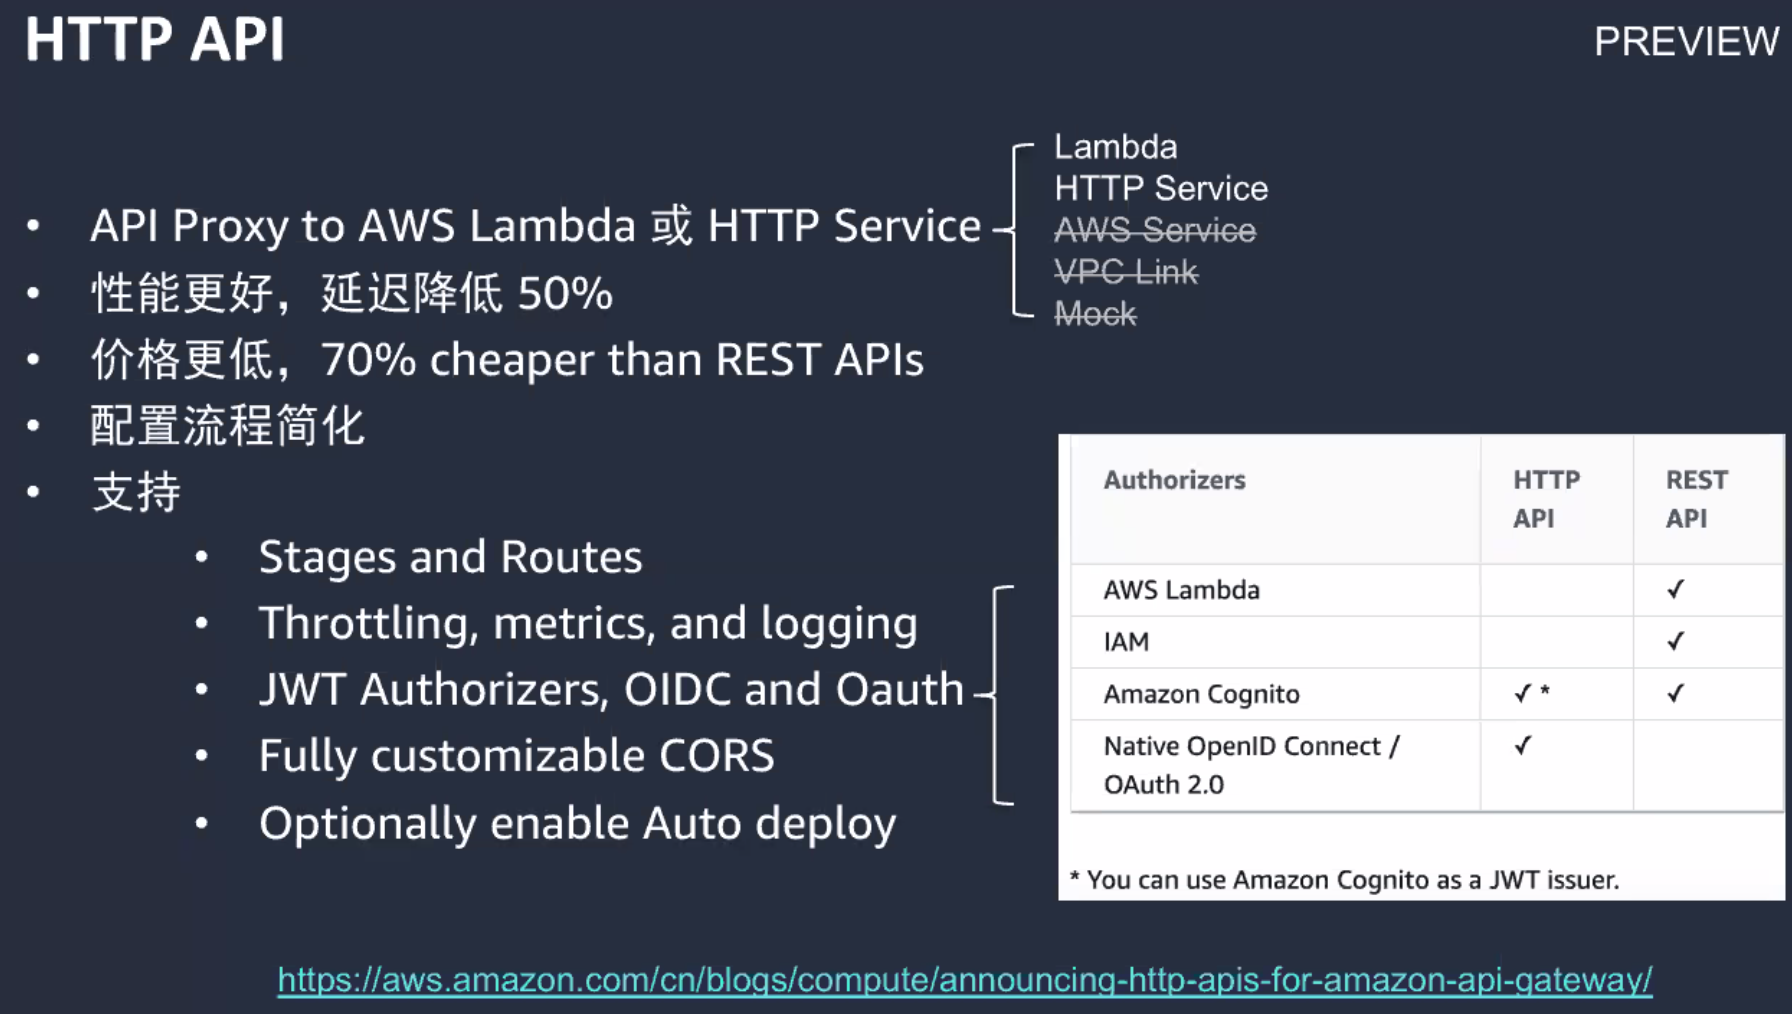 HTTP API
PREVIEW
• API Proxy to AWS Lambda 或 HTTP Service
Lambda
HTTP Service
AWS Service
VPC Link
Mock
• 性能更好，延迟降低 50%
• 价格更低，70% cheaper than REST APIs
• 配置流程简化
• 支持
• Stages and Routes
• Throttling, metrics, and logging
• JWT Authorizers, OIDC and Oauth
• Fully customizable CORS
• Optionally enable Auto deploy
Authorizers HTTP API REST API
AWS Lambda ✓
IAM ✓
Amazon Cognito ✓ * ✓
Native OpenID Connect / ✓
OAuth 2.0
* You can use Amazon Cognito as a JWT issuer.
https://aws.amazon.com/cn/blogs/compute/announcing-http-apis-for-amazon-api-gateway/